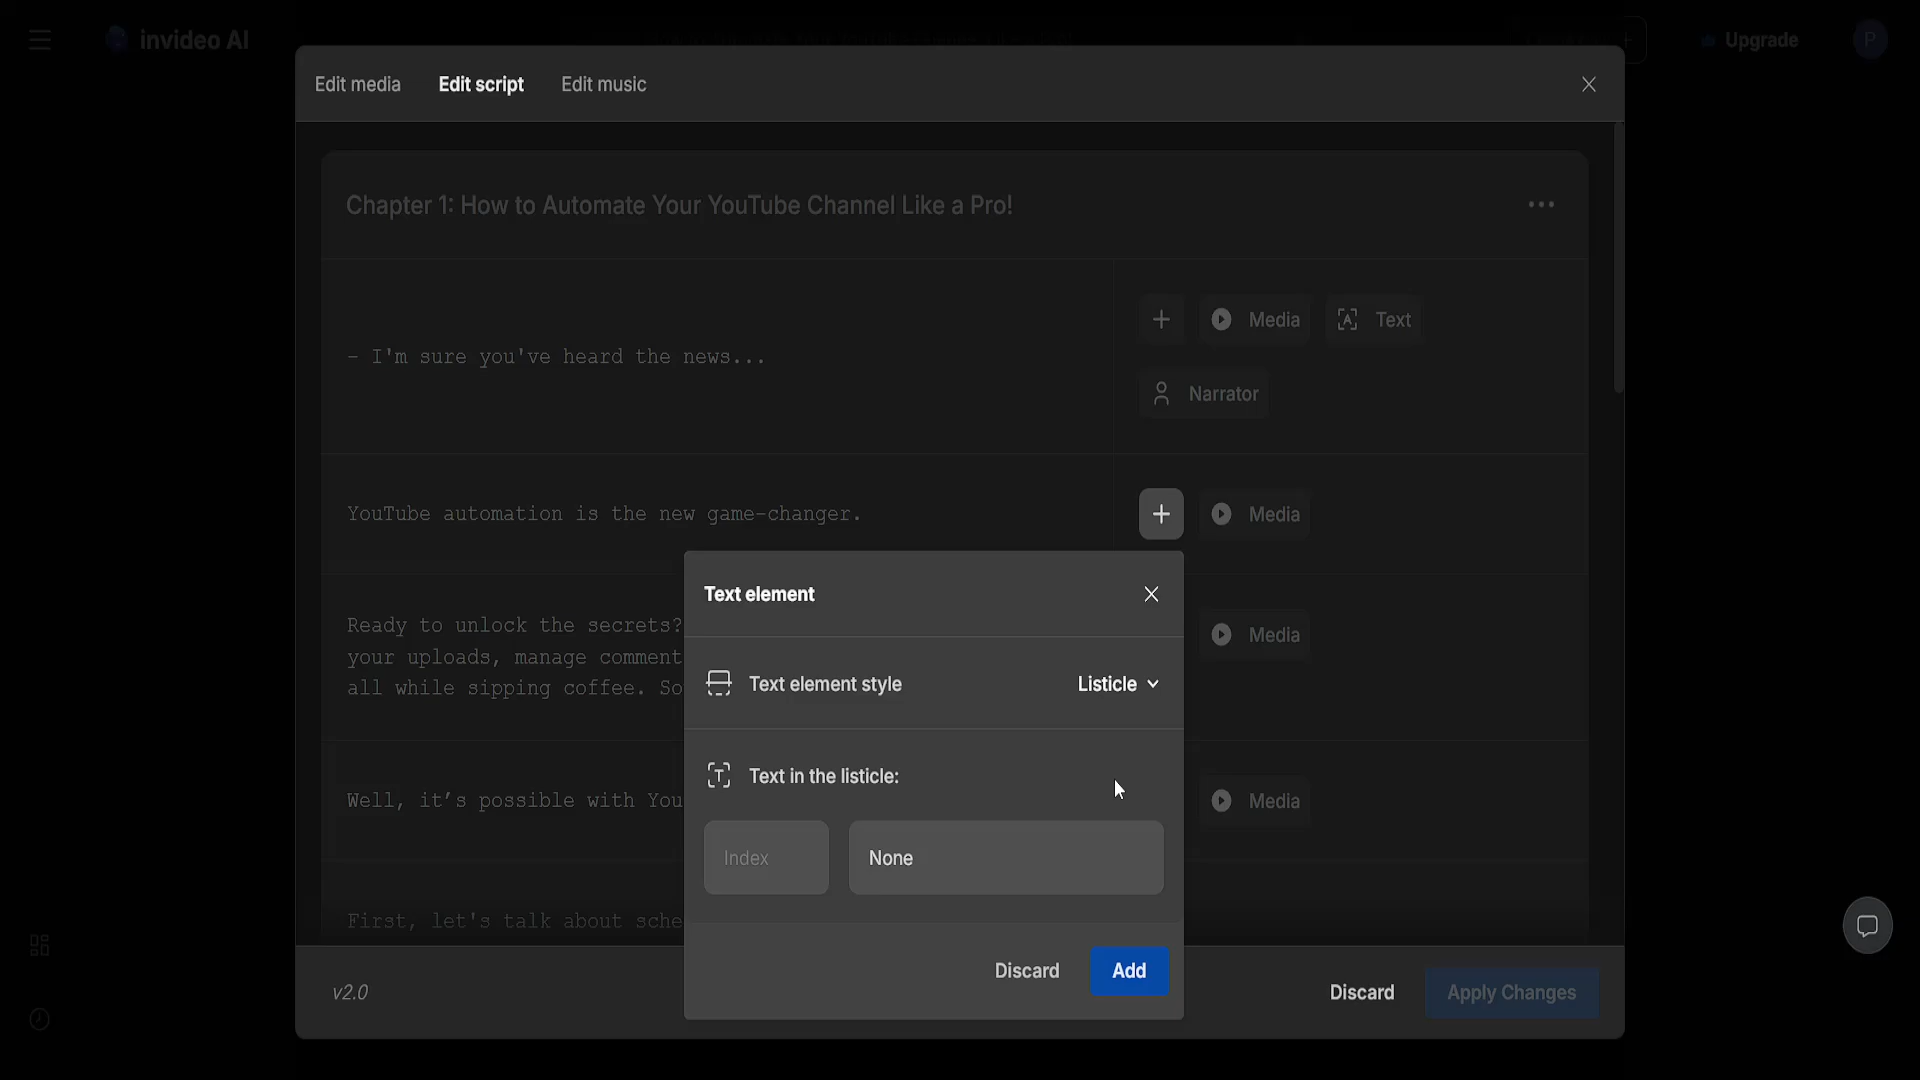 invideo AI
Upgrade
P
Edit media
Edit script
Edit music
Chapter 1: How to Automate Your YouTube Channel Like a Pro!
Media
Text
- I'm sure you've heard the news...
Narrator
YouTube automation is the new game-changer.
Media
Text element
Ready to unlock the secrets?
your uploads, manage comment
all while sipping coffee. So
Media
Text element style
Listicle
Text in the listicle:
Well, it’s possible with You
Media
Index
None
First, let's talk about sche
Discard
Add
v2.0
Discard
Apply Changes